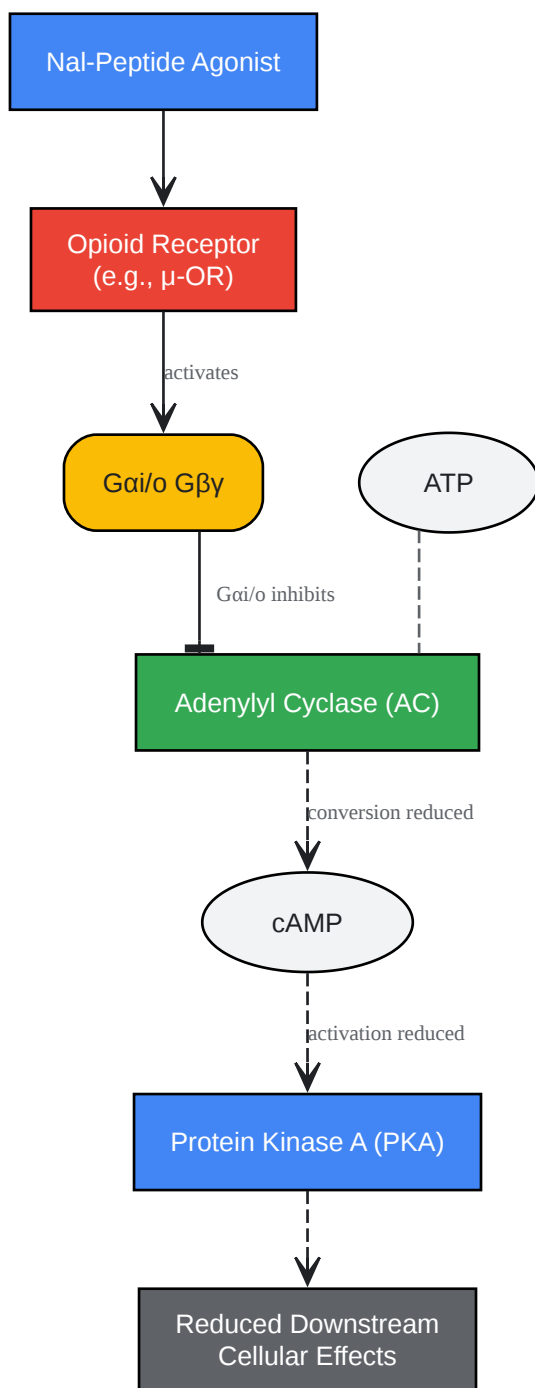 Nal-Peptide Agonist
Opioid Receptor
(e.g., μ-OR)
activates
Gαi/o Gβγ
ATP
Gαi/o inhibits
Adenylyl Cyclase (AC)
conversion reduced
cAMP
activation reduced
Protein Kinase A (PKA)
Reduced Downstream
Cellular Effects